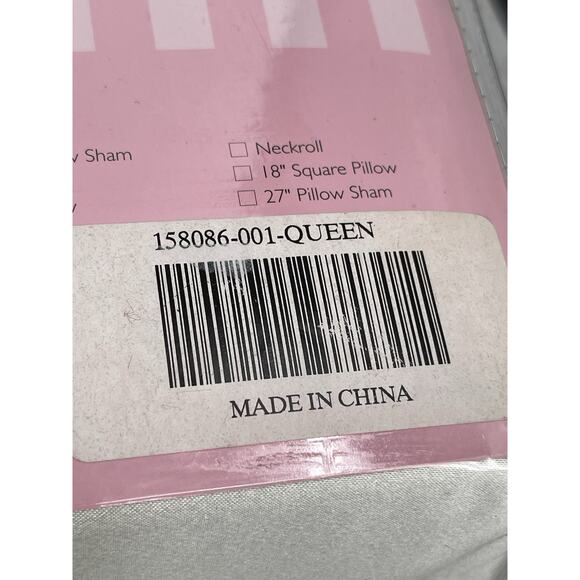 Sham
Neckroll
18" Square Pillow
27" Pillow Sham
158086-001-QUEEN
MADE IN CHINA